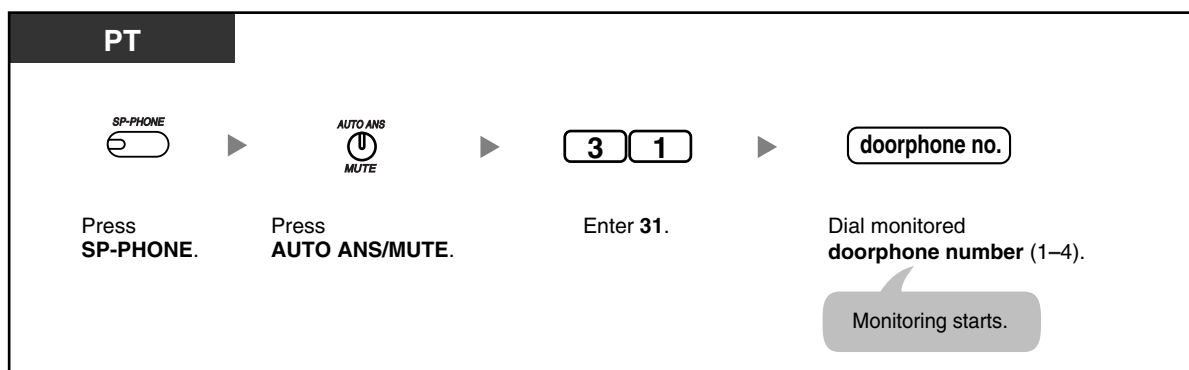 PT
SP-PHONE
AUTO ANS
MUTE
3 1
doorphone no.
Press
SP-PHONE.
Press
AUTO ANS/MUTE.
Enter 31.
Dial monitored
doorphone number (1–4).
Monitoring starts.